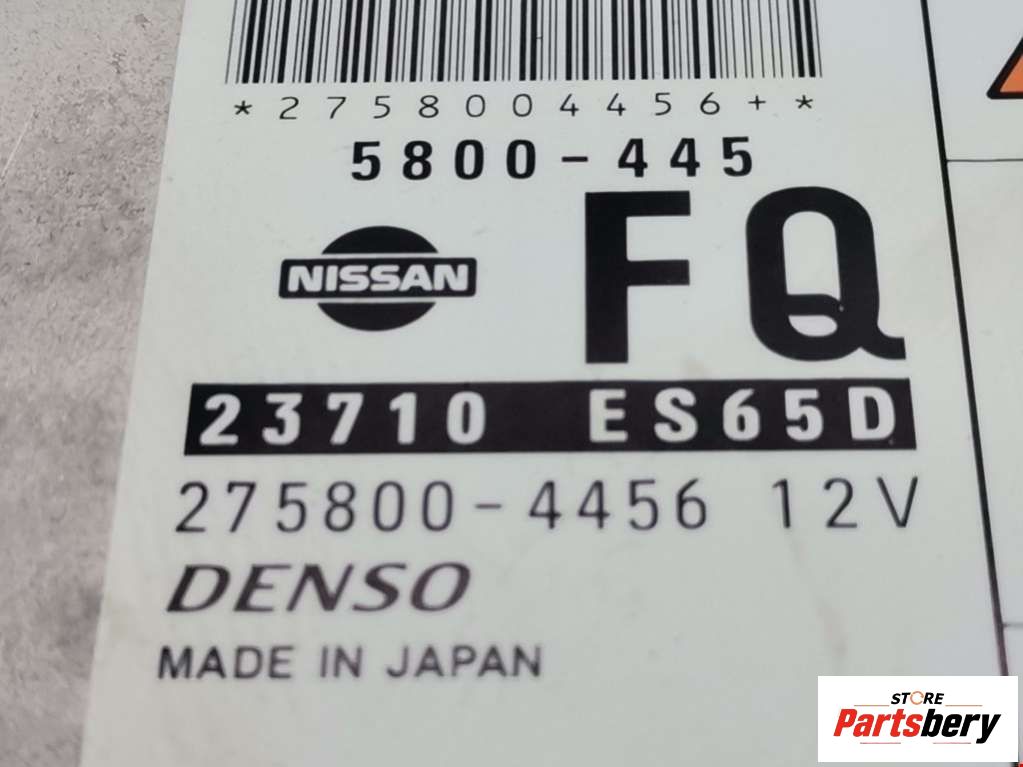 *2758004456+*
5800-445
NISSAN
FQ
23710 ES65D
275800-4456 12V
DENSO
MADE IN JAPAN
STORE
Partsbery